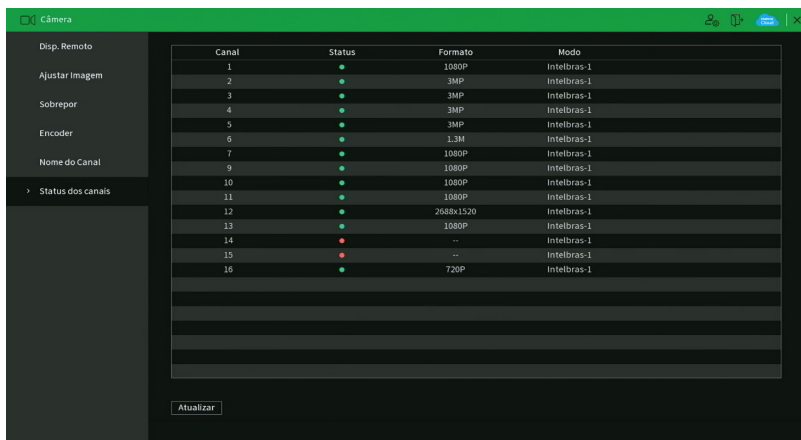 Câmera
Cloud
Disp. Remoto
Ajustar Imagem
Sobrepor
Encoder
Nome do Canal
Status dos canais
Canal Status Formato Modo
1 1080P Intelbras-1
2 3MP Intelbras-1
3 3MP Intelbras-1
4 3MP Intelbras-1
5 3MP Intelbras-1
6 1.3M Intelbras-1
7 1080P Intelbras-1
9 1080P Intelbras-1
10 1080P Intelbras-1
11 1080P Intelbras-1
12 2688x1520 Intelbras-1
13 1080P Intelbras-1
14 -- Intelbras-1
15 -- Intelbras-1
16 720P Intelbras-1
Atualizar